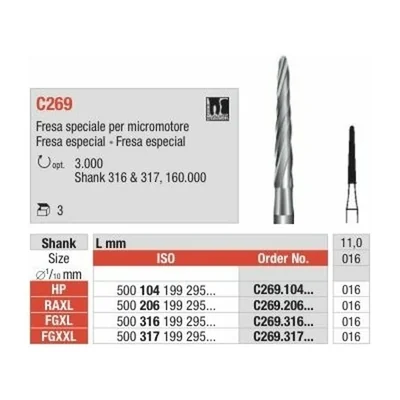 C269
Fresa speciale per micromotore
Fresa especial • Fresa especial
opt. 3.000
Shank 316 & 317, 160.000
3
Shank L mm 11,0
Size ISO Order No. 016
∅ 1/10 mm
HP 500 104 199 295... C269.104... 016
RAXL 500 206 199 295... C269.206... 016
FGXL 500 316 199 295... C269.316... 016
FGXXL 500 317 199 295... C269.317... 016